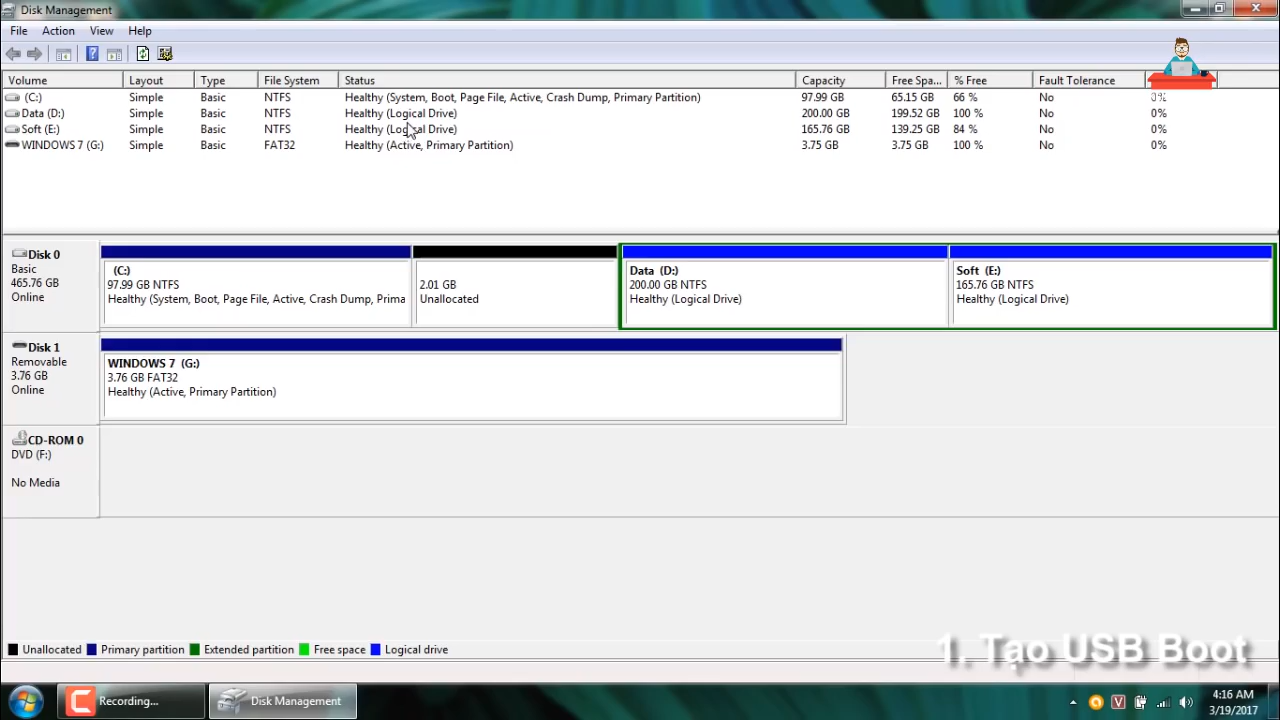 Disk Management
File Action View Help
Volume Layout Type File System Status Capacity Free Spa... % Free Fault Tolerance
(C:) Simple Basic NTFS Healthy (System, Boot, Page File, Active, Crash Dump, Primary Partition) 97.99 GB 65.15 GB 66 % No 0%
Data (D:) Simple Basic NTFS Healthy (Logical Drive) 200.00 GB 199.52 GB 100 % No 0%
Soft (E:) Simple Basic NTFS Healthy (Logical Drive) 165.76 GB 139.25 GB 84 % No 0%
WINDOWS 7 (G:) Simple Basic FAT32 Healthy (Active, Primary Partition) 3.75 GB 3.75 GB 100 % No 0%
Disk 0
Basic
465.76 GB
Online
(C:)
97.99 GB NTFS
Healthy (System, Boot, Page File, Active, Crash Dump, Prima
2.01 GB
Unallocated
Data (D:)
200.00 GB NTFS
Healthy (Logical Drive)
Soft (E:)
165.76 GB NTFS
Healthy (Logical Drive)
Disk 1
Removable
3.76 GB
Online
WINDOWS 7 (G:)
3.76 GB FAT32
Healthy (Active, Primary Partition)
CD-ROM 0
DVD (F:)
No Media
Unallocated Primary partition Extended partition Free space Logical drive
1. Tạo USB Boot
Recording... Disk Management
4:16 AM
3/19/2017